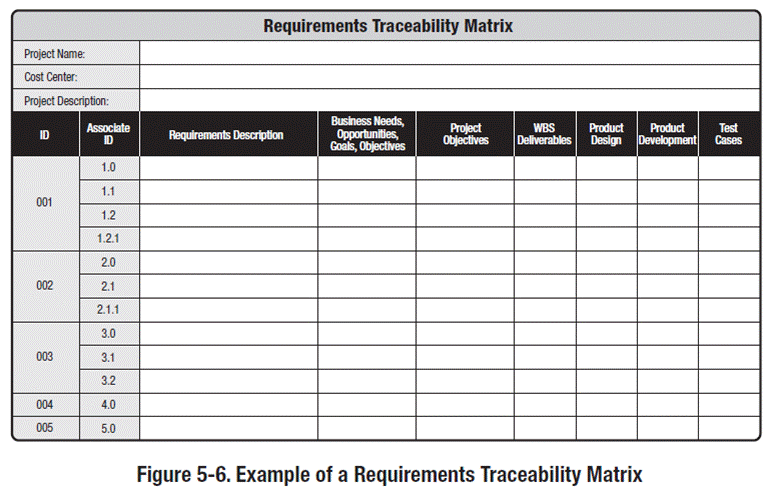 Requirements Traceability Matrix
Project Name:
Cost Center:
Project Description:
ID
Associate
ID
Requirements Description
Business Needs,
Opportunities,
Goals, Objectives
Project
Objectives
WBS
Deliverables
Product
Design
Product
Development
Test
Cases
001
1.0
1.1
1.2
1.2.1
002
2.0
2.1
2.1.1
003
3.0
3.1
3.2
004
4.0
005
5.0
Figure 5-6. Example of a Requirements Traceability Matrix